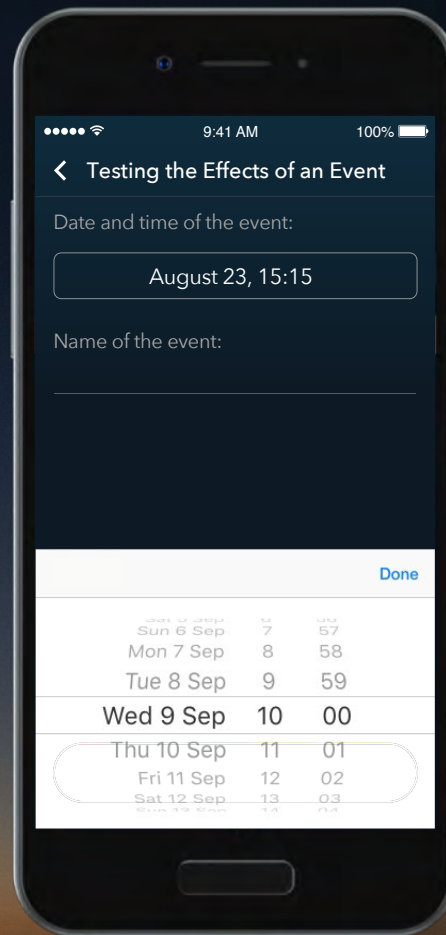 9:41 AM 100%
Testing the Effects of an Event
Date and time of the event:
August 23, 15:15
Name of the event:
Done
Sun 6 Sep 7 57
Mon 7 Sep 8 58
Tue 8 Sep 9 59
Wed 9 Sep 10 00
Thu 10 Sep 11 01
Fri 11 Sep 12 02
Sat 12 Sep 13 03